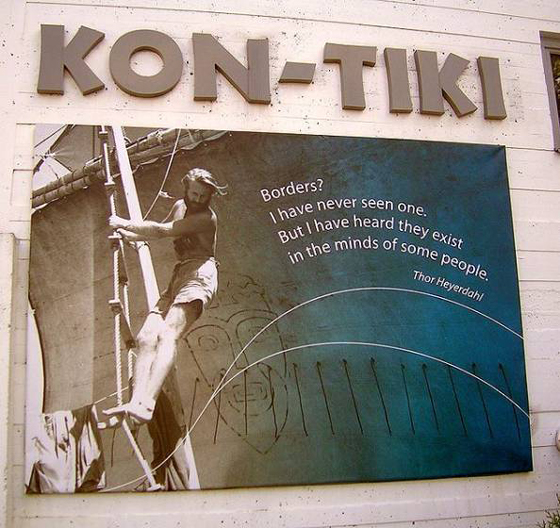 KON-TIKI
Borders?
I have never seen one.
But I have heard they exist
in the minds of some people.
Thor Heyerdahl